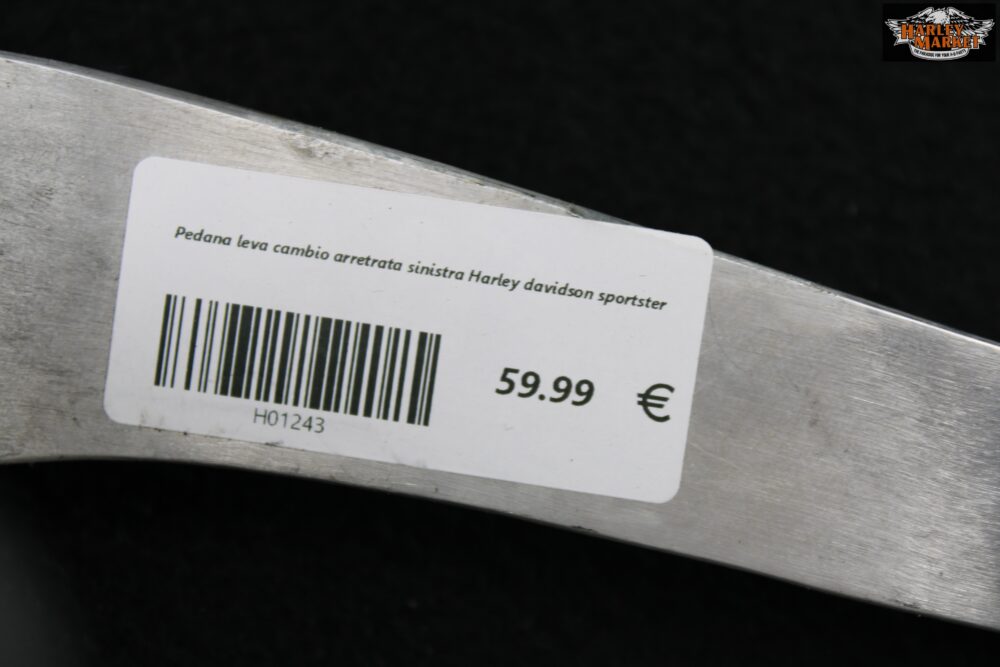 HARLEY
MARKET
Pedana leva cambio arretrata sinistra Harley davidson sportster
59.99 €
H01243